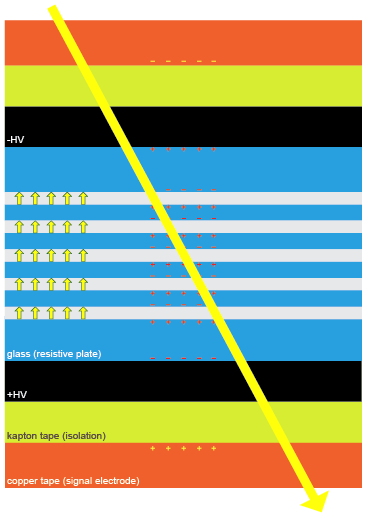 -HV
glass (resistive plate)
+HV
kapton tape (isolation)
copper tape (signal electrode)